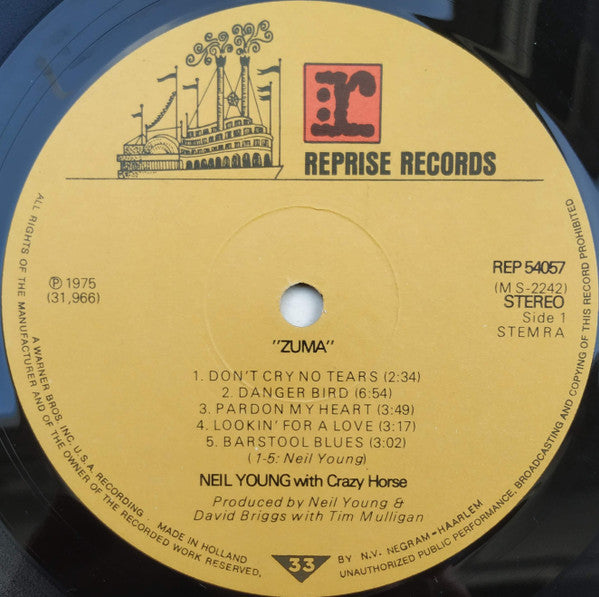 r
REPRISE RECORDS
REP 54057
℗ 1975
(31,966)
(MS-2242)
STEREO
Side 1
STEMRA
"ZUMA"
1. DON'T CRY NO TEARS (2:34)
2. DANGER BIRD (6:54)
3. PARDON MY HEART (3:49)
4. LOOKIN' FOR A LOVE (3:17)
5. BARSTOOL BLUES (3:02)
(1-5: Neil Young)
NEIL YOUNG with Crazy Horse
Produced by Neil Young &
David Briggs with Tim Mulligan
33
A WARNER BROS. INC. U.S.A. RECORDING - MADE IN HOLLAND BY N.V. NEGRAM-HAARLEM
ALL RIGHTS OF THE MANUFACTURER AND OF THE OWNER OF THE RECORDED WORK RESERVED, UNAUTHORIZED PUBLIC PERFORMANCE, BROADCASTING AND COPYING OF THIS RECORD PROHIBITED